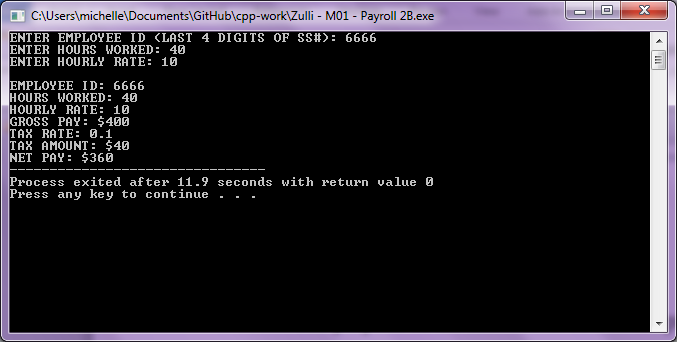 C:\Users\michelle\Documents\GitHub\cpp-work\Zulli - M01 - Payroll 2B.exe
ENTER EMPLOYEE ID (LAST 4 DIGITS OF SS#): 6666
ENTER HOURS WORKED: 40
ENTER HOURLY RATE: 10
EMPLOYEE ID: 6666
HOURS WORKED: 40
HOURLY RATE: 10
GROSS PAY: $400
TAX RATE: 0.1
TAX AMOUNT: $40
NET PAY: $360
--------------------------------
Process exited after 11.9 seconds with return value 0
Press any key to continue . . .